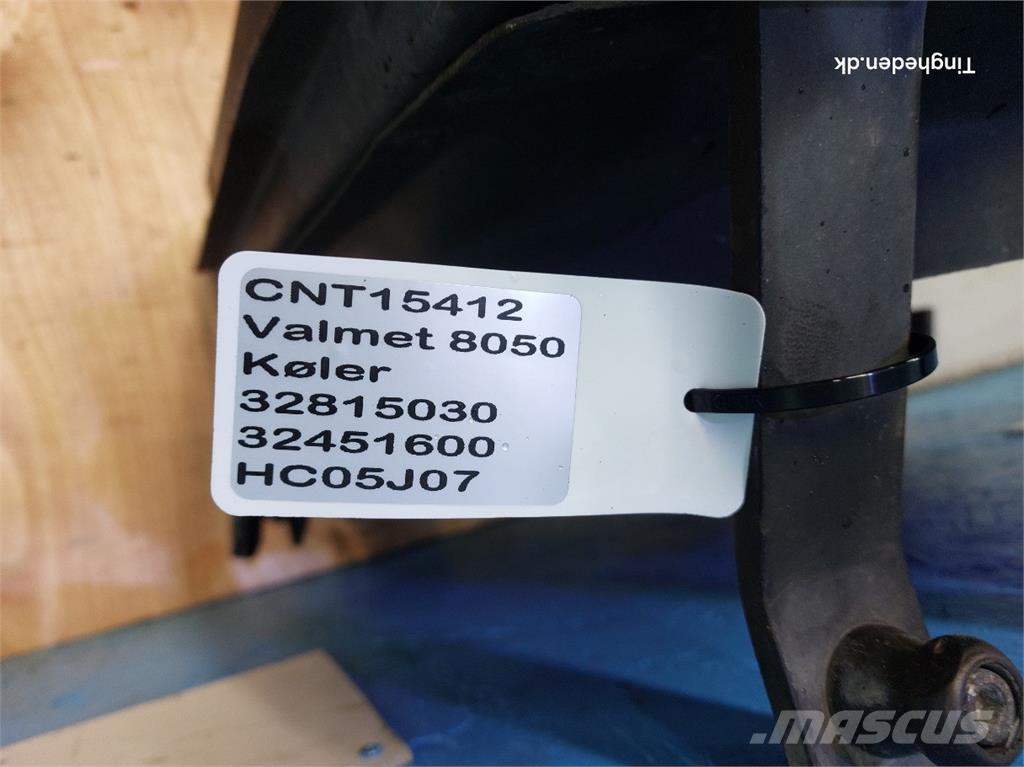 Tingheden.dk
CNT15412
Valmet 8050
Køler
32815030
32451600
HC05J07
MASCUS